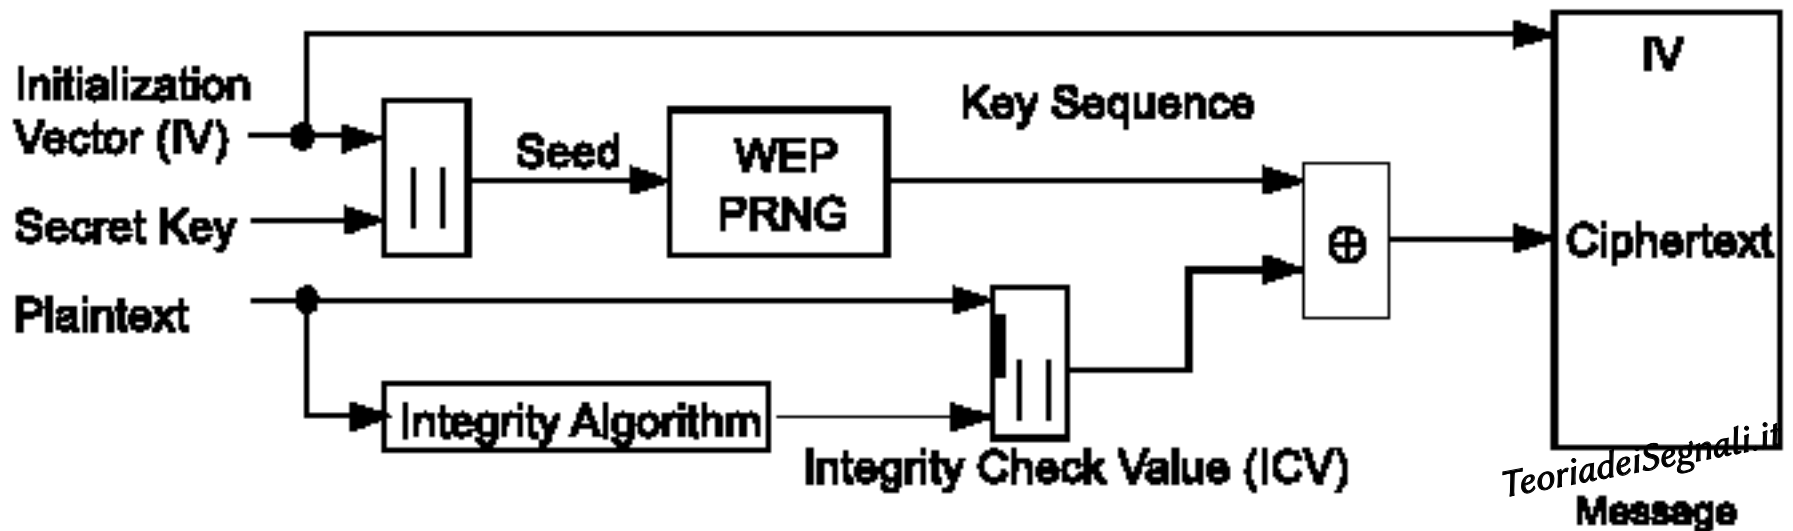 Initialization
Vector (IV)
Secret Key
Plaintext
||
Seed
WEP
PRNG
Key Sequence
Integrity Algorithm
||
Integrity Check Value (ICV)
⊕
IV
Ciphertext
TeoriadeiSegnali.it
Message